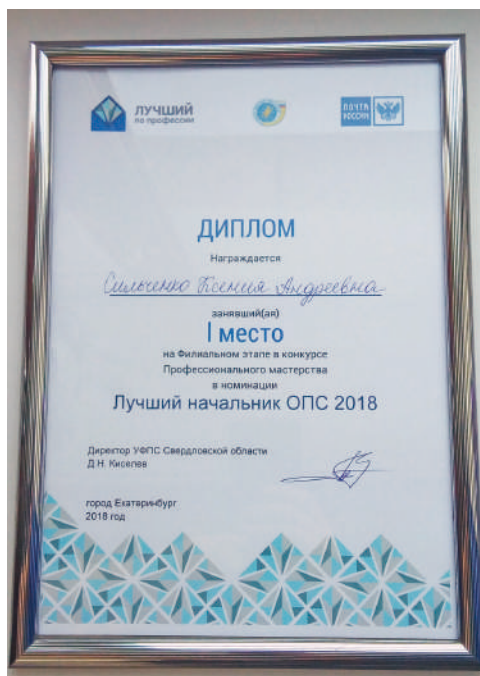 ЛУЧШИЙ
по профессии
ПОЧТА
РОССИИ
ДИПЛОМ
Награждается
Сильченко Ксения Андреевна
занявший(ая)
I место
на Филиальном этапе в конкурсе
Профессионального мастерства
в номинации
Лучший начальник ОПС 2018
Директор УФПС Свердловской области
Д.Н. Киселев
город Екатеринбург
2018 год